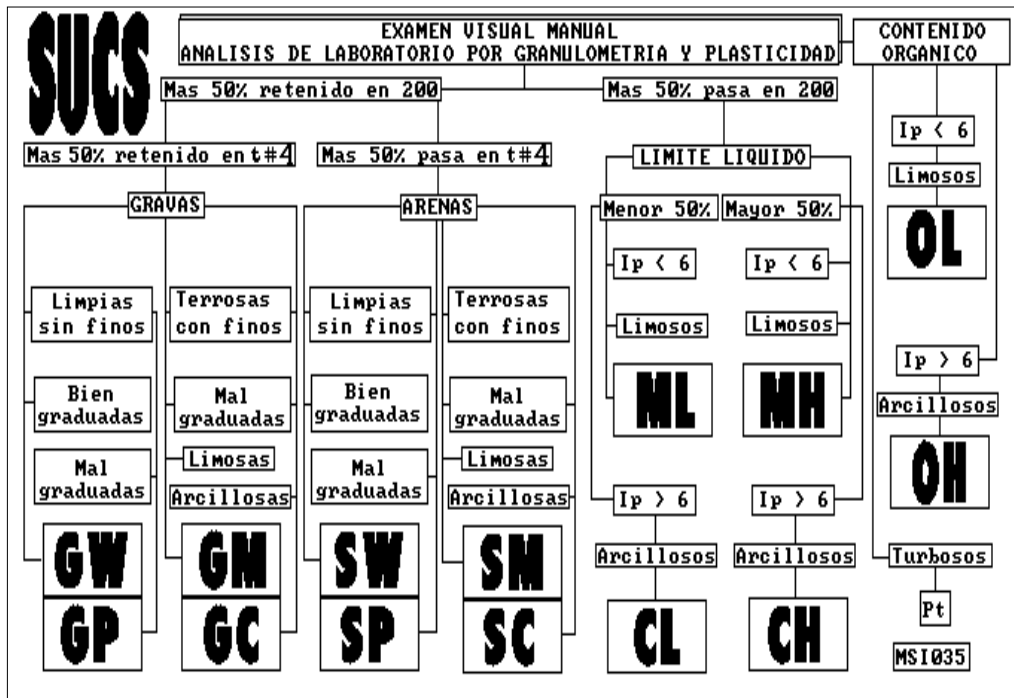 SUCS
EXAMEN VISUAL MANUAL
ANALISIS DE LABORATORIO POR GRANULOMETRIA Y PLASTICIDAD
CONTENIDO
ORGANICO
Mas 50% retenido en 200
Mas 50% pasa en 200
Mas 50% retenido en t#4
Mas 50% pasa en t#4
LIMITE LIQUIDO
GRAVAS
ARENAS
Menor 50%
Mayor 50%
Limpias
sin finos
Terrosas
con finos
Limpias
sin finos
Terrosas
con finos
Bien
graduadas
Mal
graduadas
Bien
graduadas
Mal
graduadas
Mal
graduadas
Limosas
Arcillosas
Mal
graduadas
Limosas
Arcillosas
GW
GP
GM
GC
SW
SP
SM
SC
Ip < 6
Limosos
ML
Ip < 6
Limosos
MH
Ip > 6
Arcillosos
CL
Ip > 6
Arcillosos
CH
Ip < 6
Limosos
OL
Ip > 6
Arcillosos
OH
Turbosos
Pt
MSI035